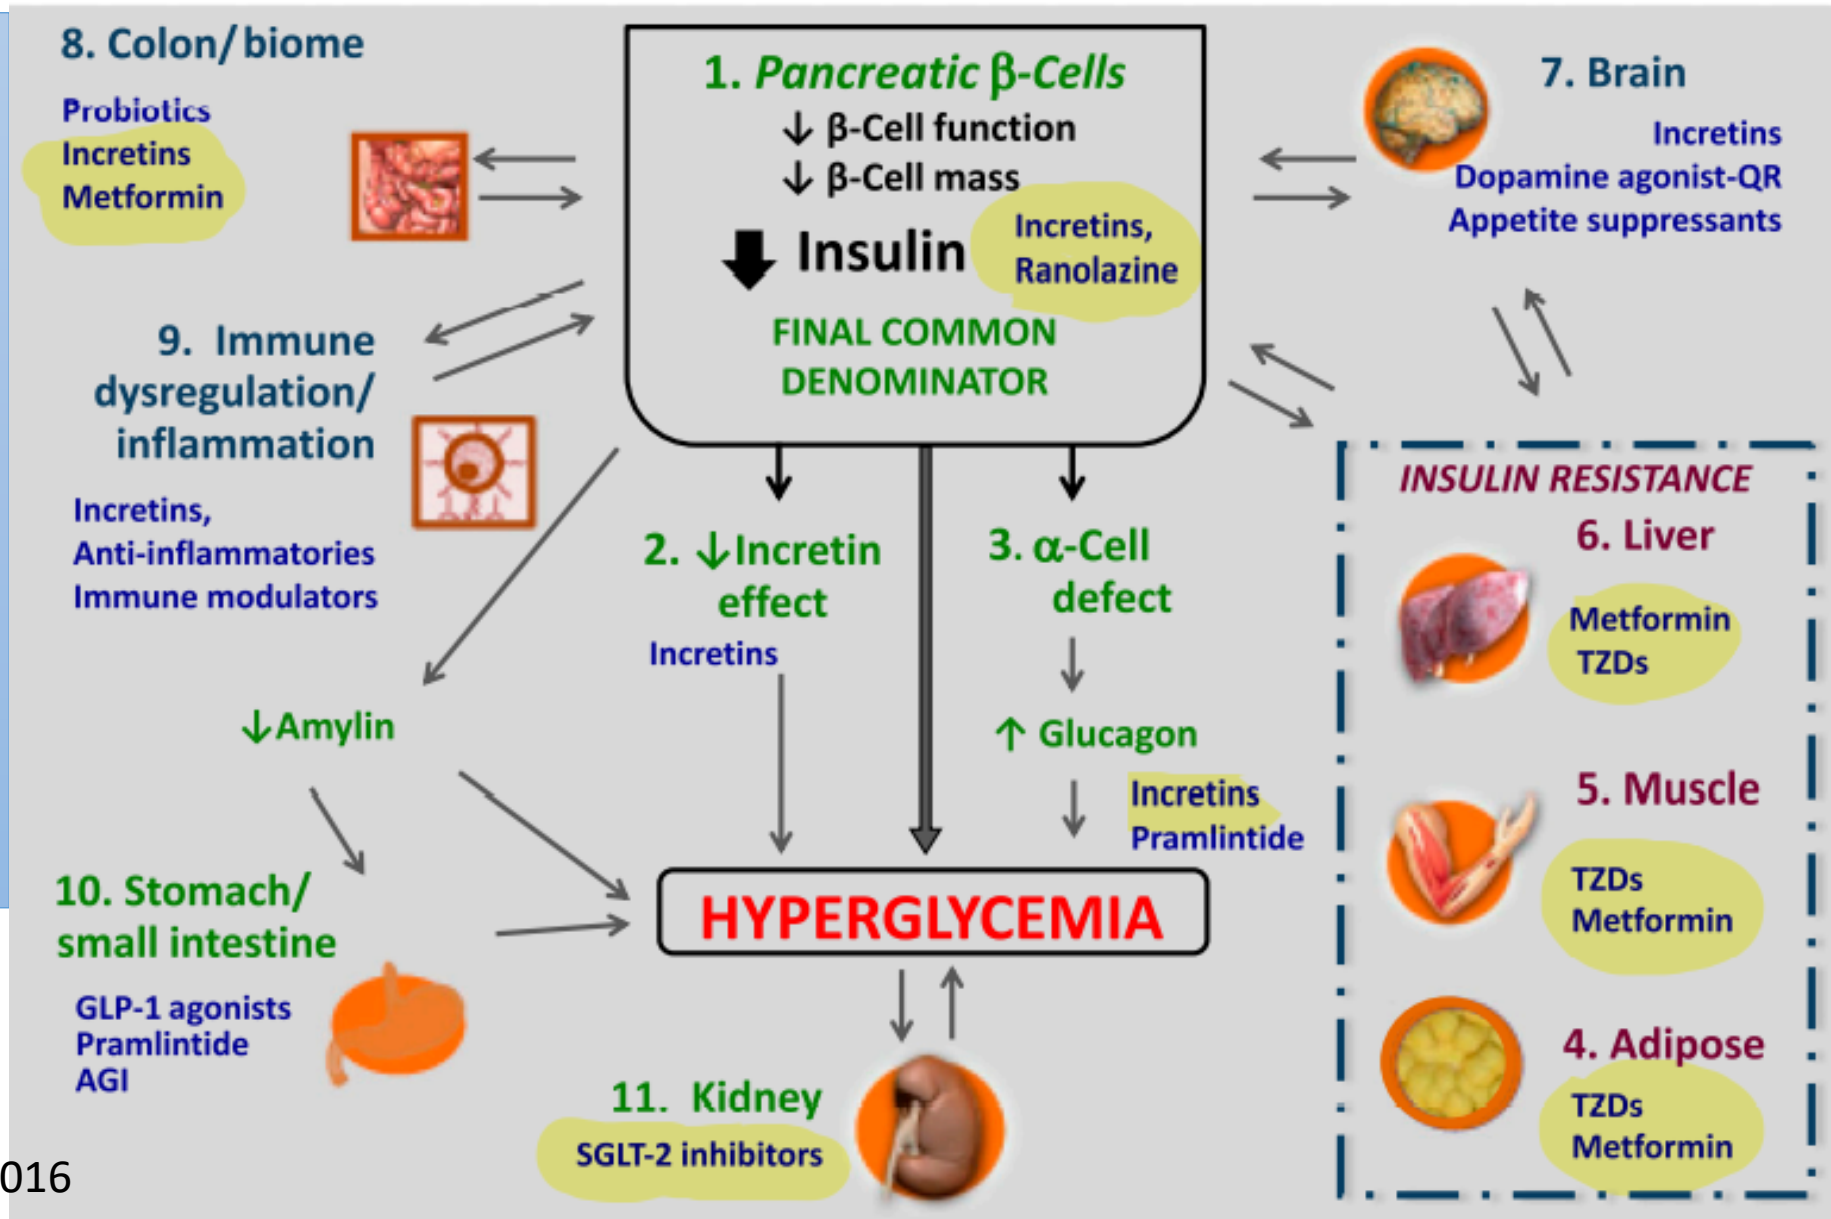 8. Colon/biome
Probiotics
Incretins
Metformin
1. Pancreatic β-Cells
↓ β-Cell function
↓ β-Cell mass
↓ Insulin
Incretins,
Ranolazine
FINAL COMMON
DENOMINATOR
7. Brain
Incretins
Dopamine agonist-QR
Appetite suppressants
9. Immune
dysregulation/
inflammation
Incretins,
Anti-inflammatories
Immune modulators
2. ↓Incretin
effect
Incretins
3. α-Cell
defect
↑ Glucagon
Incretins
Pramlintide
INSULIN RESISTANCE
6. Liver
Metformin
TZDs
5. Muscle
TZDs
Metformin
4. Adipose
TZDs
Metformin
↓Amylin
10. Stomach/
small intestine
GLP-1 agonists
Pramlintide
AGI
HYPERGLYCEMIA
11. Kidney
SGLT-2 inhibitors
016